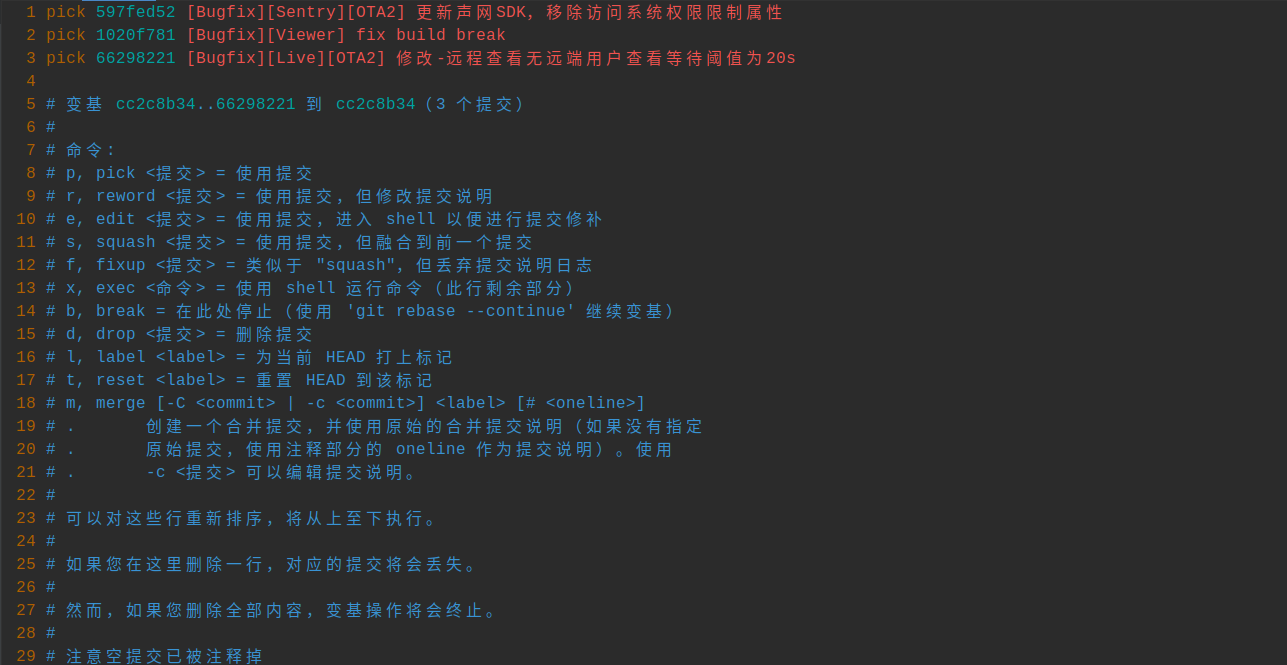 1 pick 597fed52 [Bugfix][Sentry][OTA2] 更新声网SDK，移除访问系统权限限制属性
2 pick 1020f781 [Bugfix][Viewer] fix build break
3 pick 66298221 [Bugfix][Live][OTA2] 修改-远程查看无远端用户查看等待阈值为20s
4
5 # 变基 cc2c8b34..66298221 到 cc2c8b34（3 个提交）
6 #
7 # 命令:
8 # p, pick <提交> = 使用提交
9 # r, reword <提交> = 使用提交，但修改提交说明
10 # e, edit <提交> = 使用提交，进入 shell 以便进行提交修补
11 # s, squash <提交> = 使用提交，但融合到前一个提交
12 # f, fixup <提交> = 类似于 "squash"，但丢弃提交说明日志
13 # x, exec <命令> = 使用 shell 运行命令（此行剩余部分）
14 # b, break = 在此处停止（使用 'git rebase --continue' 继续变基）
15 # d, drop <提交> = 删除提交
16 # l, label <label> = 为当前 HEAD 打上标记
17 # t, reset <label> = 重置 HEAD 到该标记
18 # m, merge [-C <commit> | -c <commit>] <label> [# <oneline>]
19 # .       创建一个合并提交，并使用原始的合并提交说明（如果没有指定
20 # .       原始提交，使用注释部分的 oneline 作为提交说明）。使用
21 # .       -c <提交> 可以编辑提交说明。
22 #
23 # 可以对这些行重新排序，将从上至下执行。
24 #
25 # 如果您在这里删除一行，对应的提交将会丢失。
26 #
27 # 然而，如果您删除全部内容，变基操作将会终止。
28 #
29 # 注意空提交已被注释掉